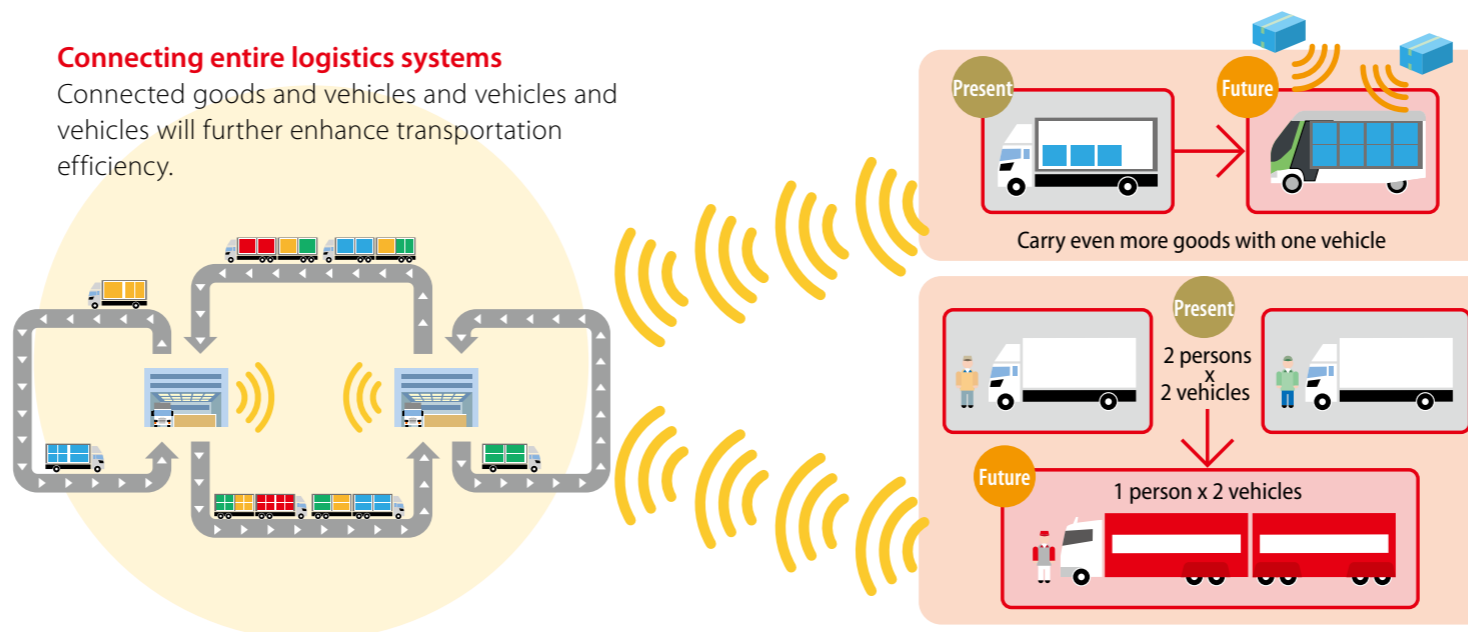 Connecting entire logistics systems
Connected goods and vehicles and vehicles and
vehicles will further enhance transportation
efficiency.
Present
Future
Carry even more goods with one vehicle
Present
2 persons
x
2 vehicles
Future
1 person x 2 vehicles